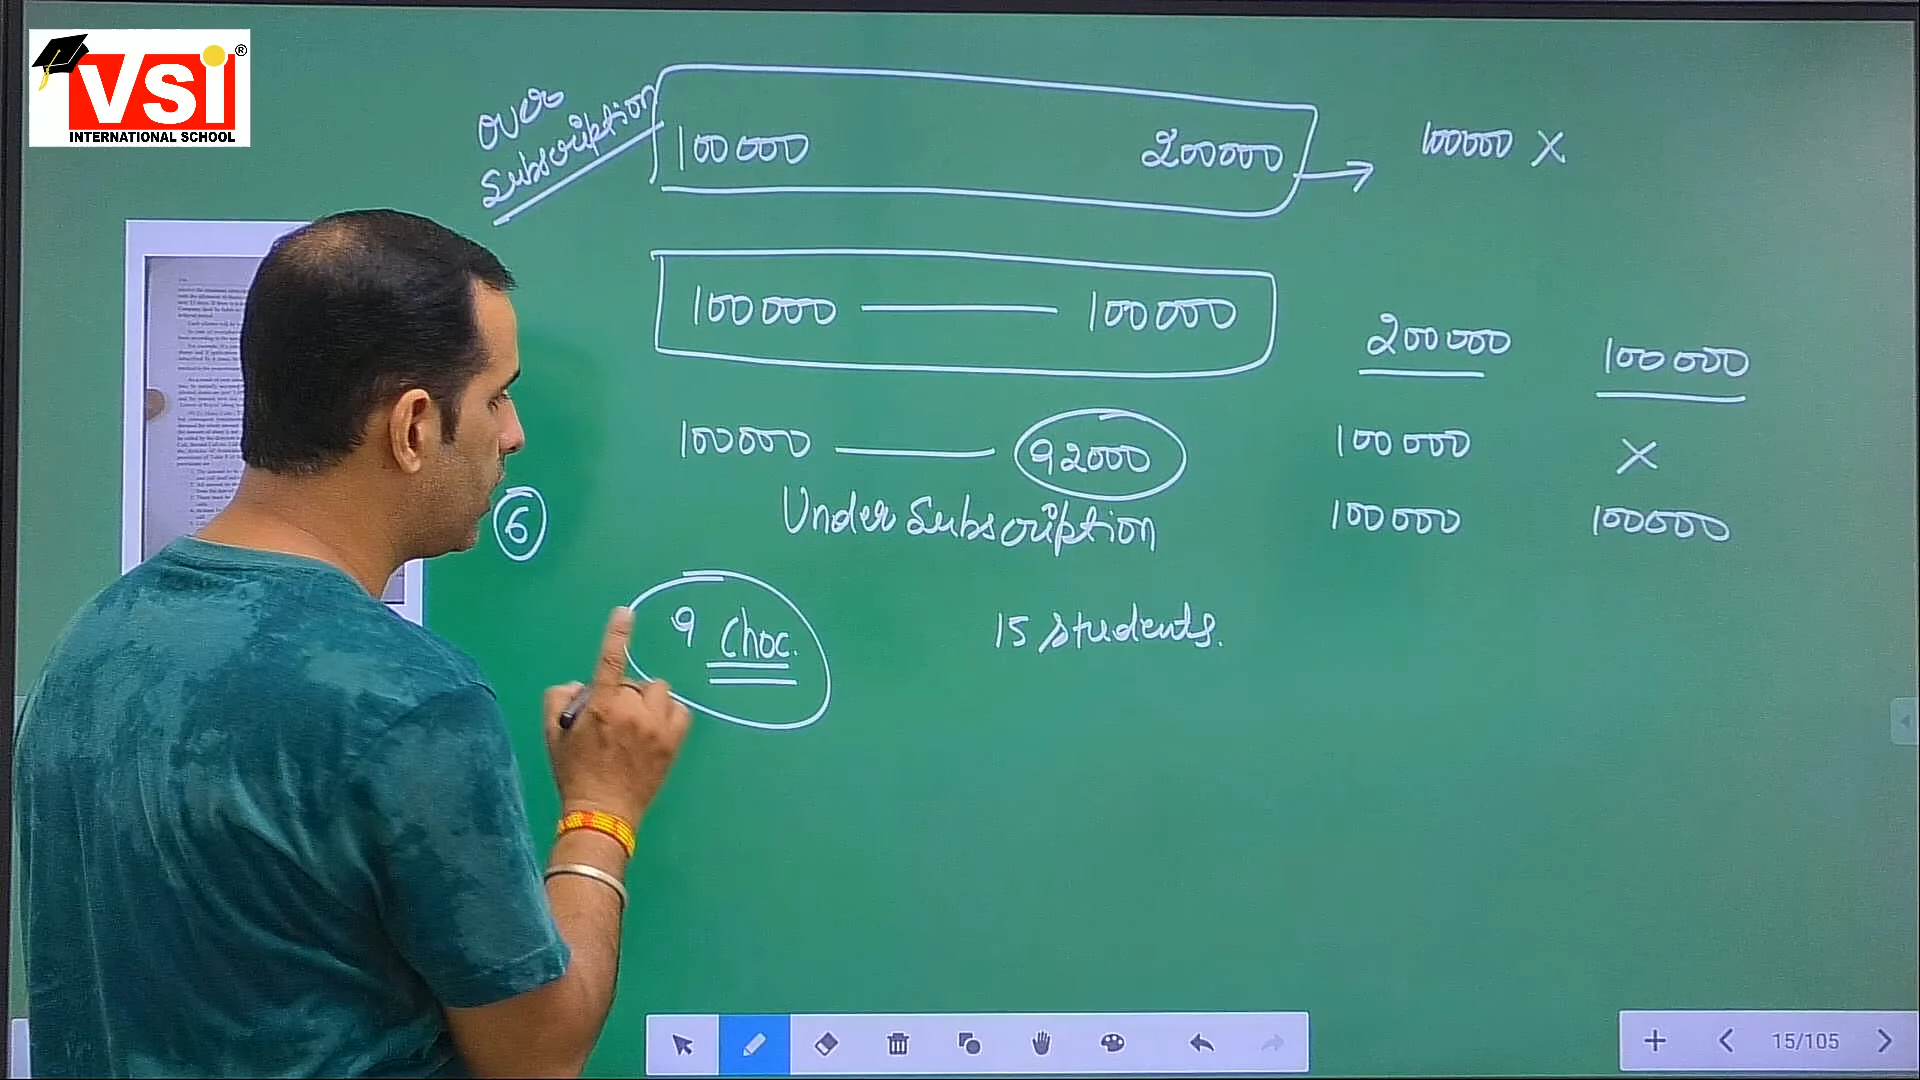 VSI®
INTERNATIONAL SCHOOL
Over
Subscription
100000 200000 → 100000 X
100000 —— 100000
200000 100000
100000 —— 92000
100000 X
Under Subscription
100000 100000
6
9 Choc.
15 students.
15/105